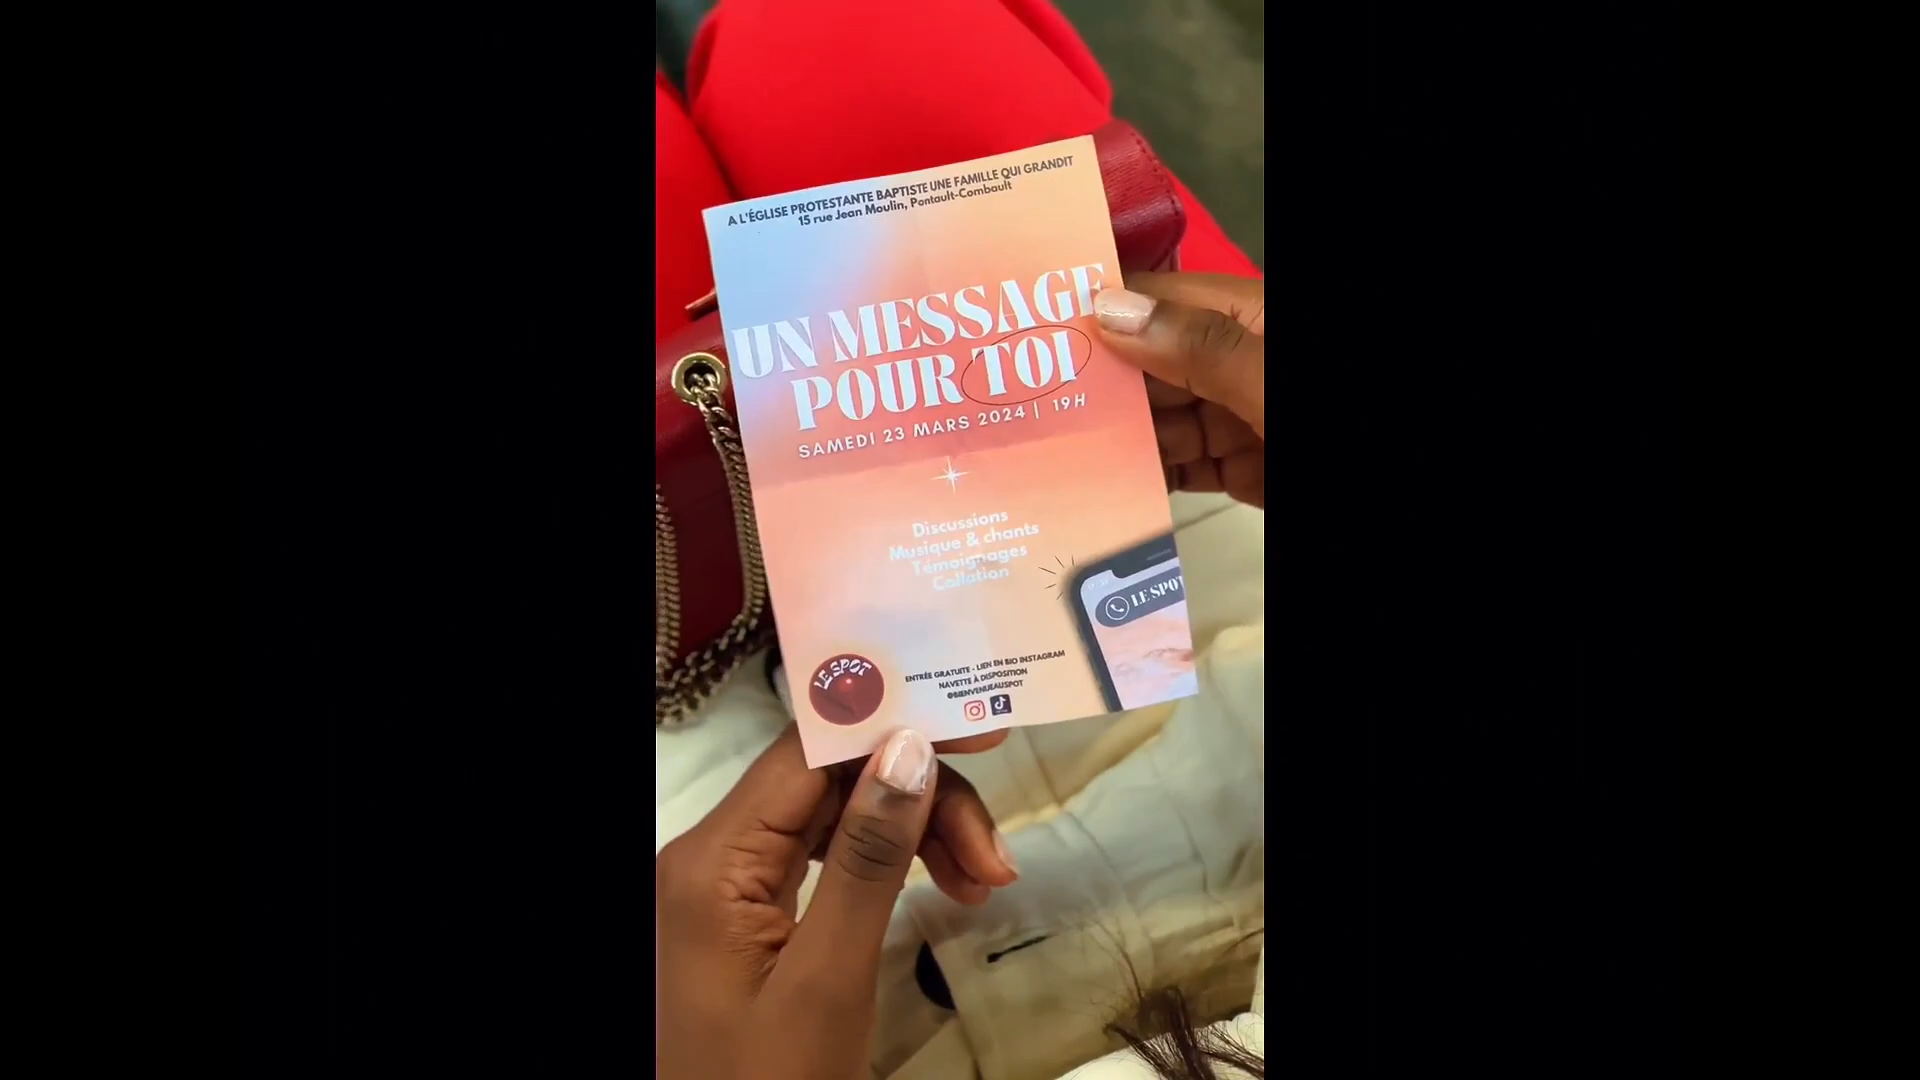 A L'ÉGLISE PROTESTANTE BAPTISTE UNE FAMILLE QUI GRANDIT
15 rue Jean Moulin, Pontault-Combault
UN MESSAGE
POUR TOI
SAMEDI 23 MARS 2024 | 19H
Discussions
Musique & chants
Témoignages
Collation
LE SPOT
LE SPOT
ENTRÉE GRATUITE - LIEN EN BIO INSTAGRAM
NAVETTE À DISPOSITION
@BIENVENUEAUSPOT